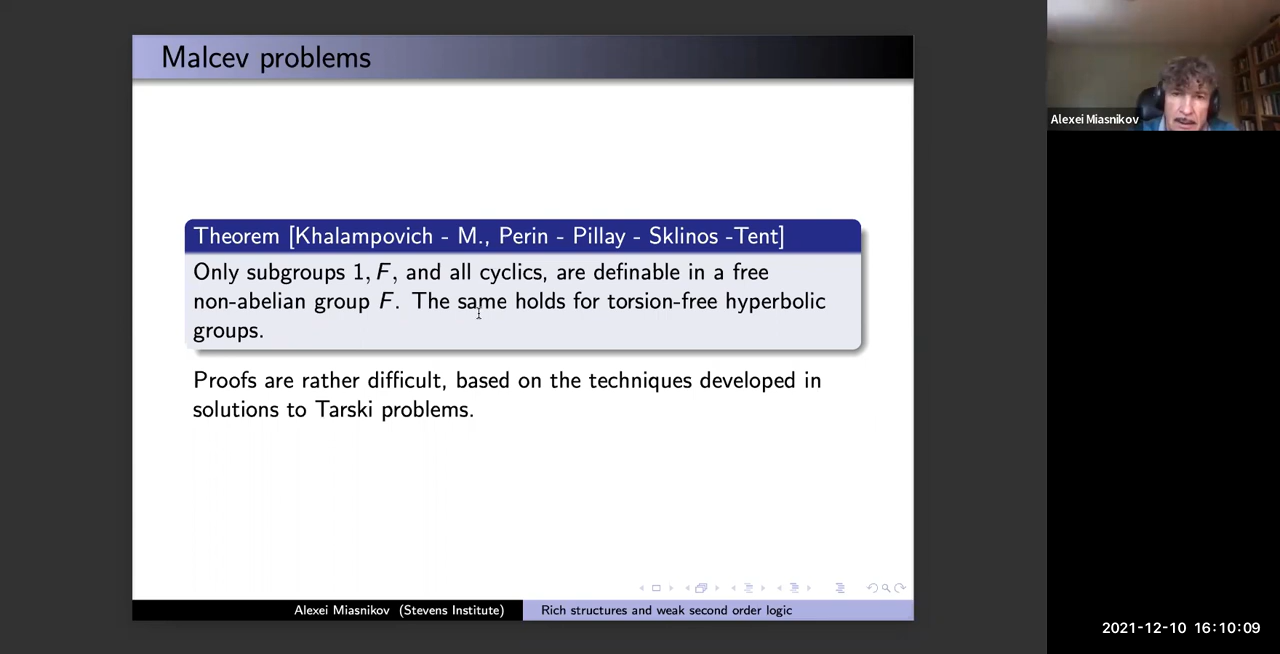 Malcev problems
Alexei Miasnikov
Theorem [Khalampovich - M., Perin - Pillay - Sklinos -Tent]
Only subgroups 1, F, and all cyclics, are definable in a free
non-abelian group F. The same holds for torsion-free hyperbolic
groups.
Proofs are rather difficult, based on the techniques developed in
solutions to Tarski problems.
Alexei Miasnikov (Stevens Institute)
Rich structures and weak second order logic
2021-12-10 16:10:09